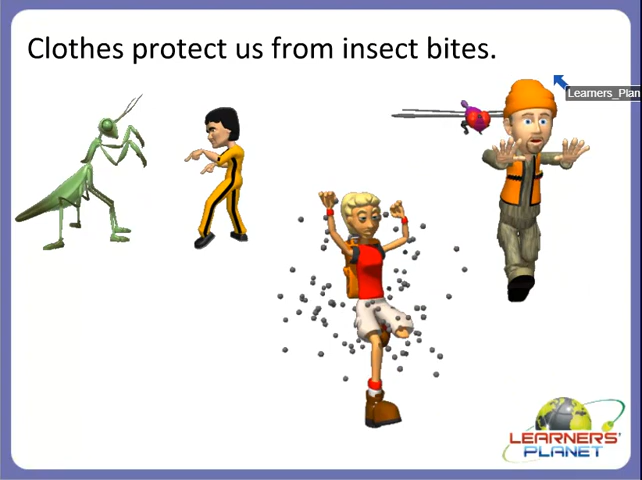 Clothes protect us from insect bites.
Learners_Plan
LEARNERS'
PLANET